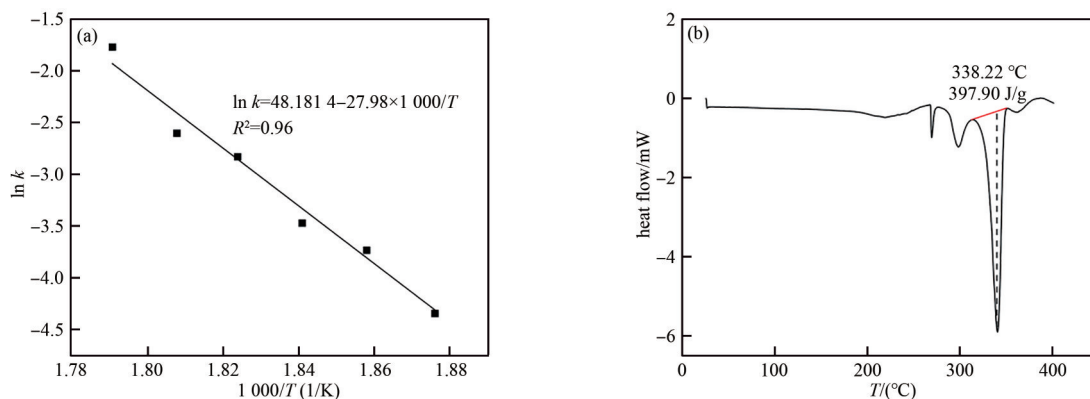 (a)
ln k=48.181 4−27.98×1 000/T
R²=0.96
ln k
−1.5
−2.0
−2.5
−3.0
−3.5
−4.0
−4.5
1.78 1.80 1.82 1.84 1.86 1.88
1 000/T (1/K)
(b)
338.22 ℃
397.90 J/g
heat flow/mW
2
0
−2
−4
−6
0 100 200 300 400
T/(℃)